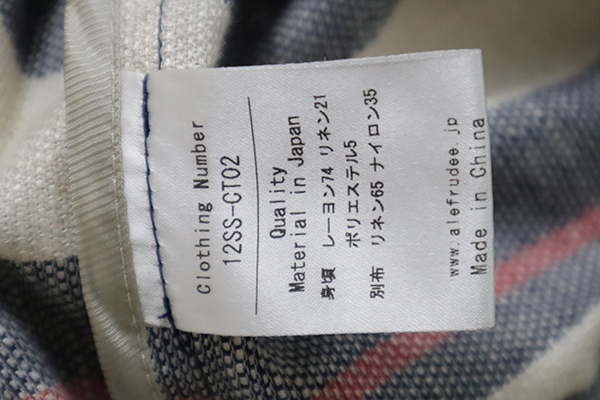 Clothing Number
12SS-CT02
Quality
Material in Japan
身頃 レーヨン74 リネン21
ポリエステル5
別布 リネン65 ナイロン35
www.alefrudee.jp
Made in China